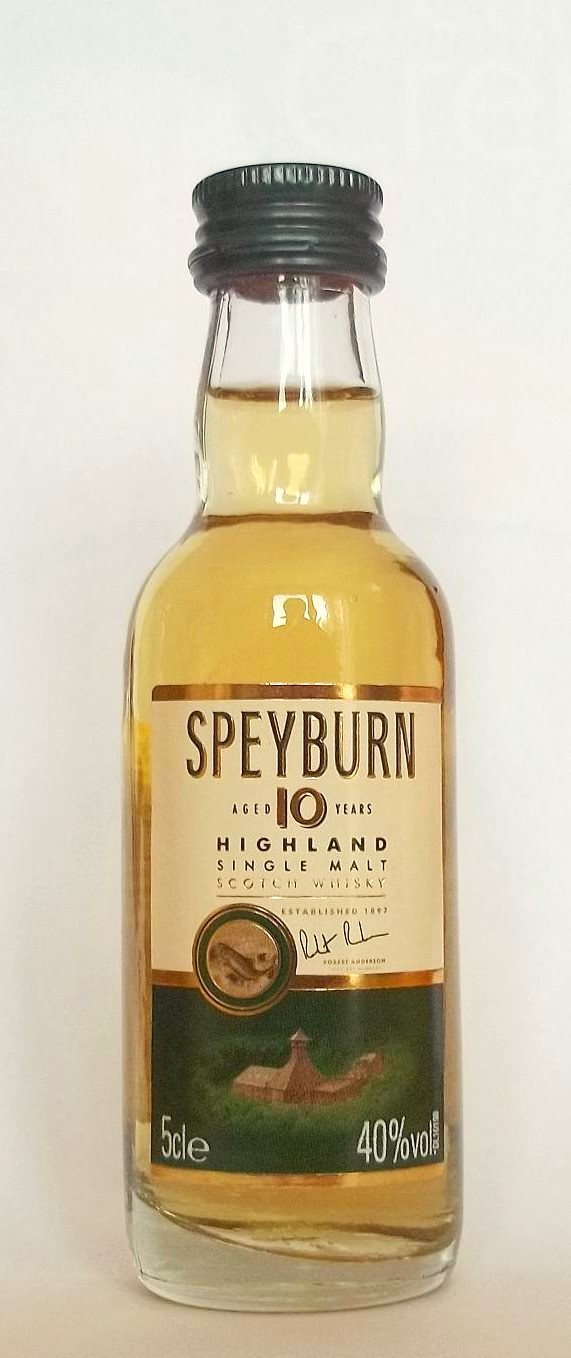 SPEYBURN
AGED 10 YEARS
HIGHLAND
SINGLE MALT
SCOTCH WHISKY
ESTABLISHED 1897
ROBERT ANDERSON
5cl e 40%vol